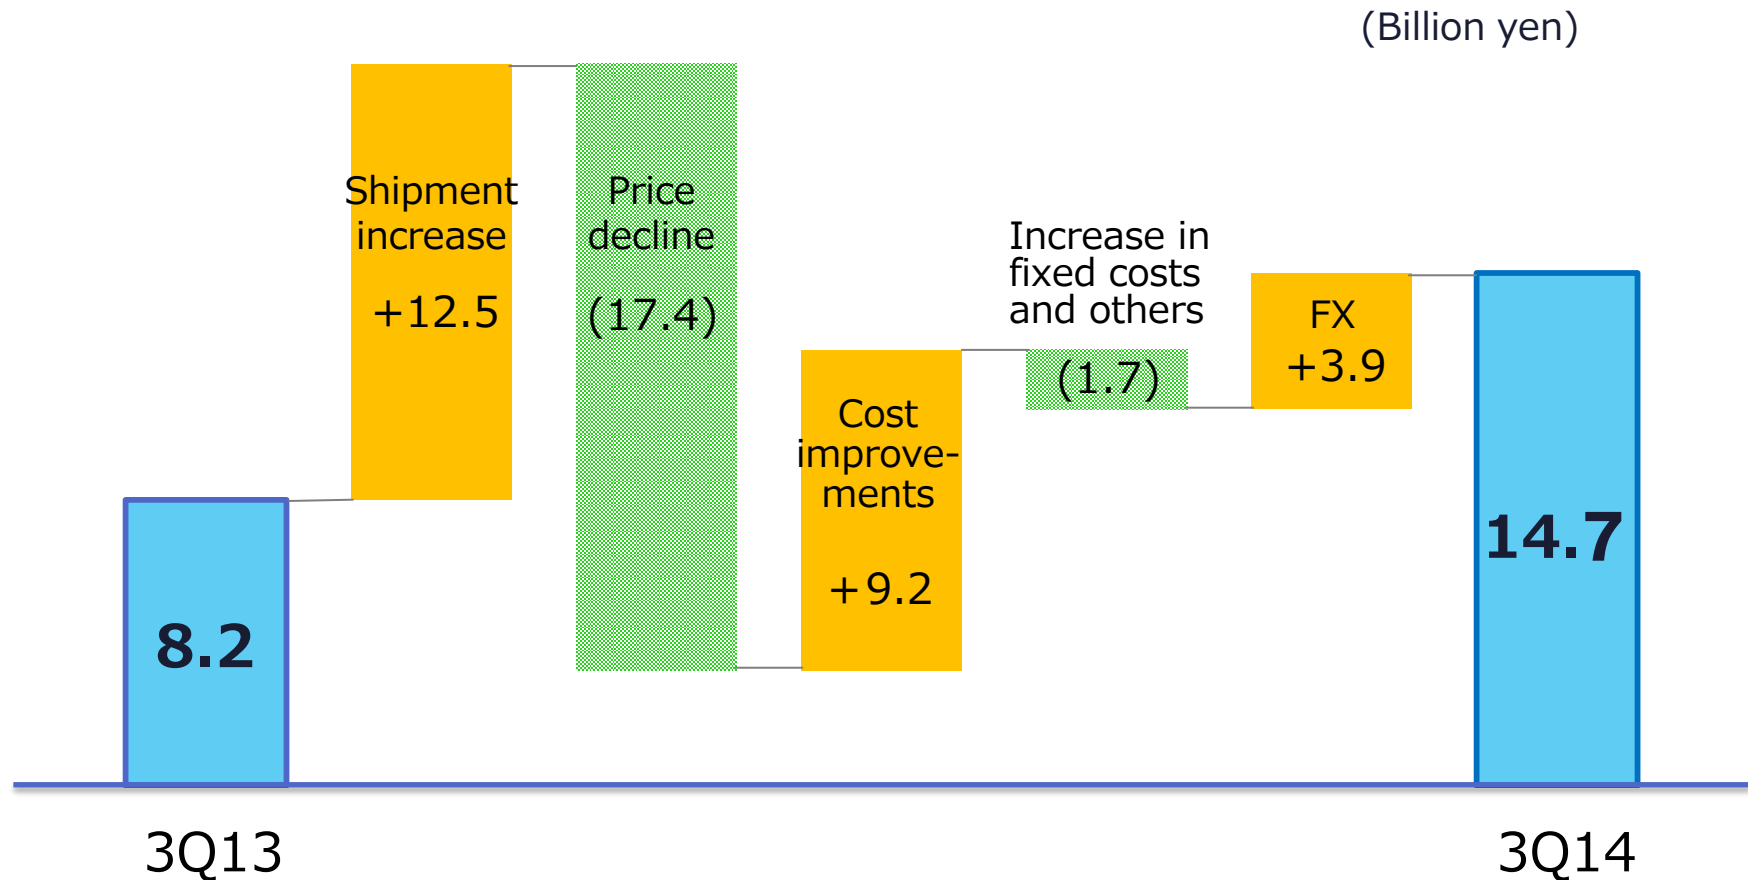 (Billion yen)
Shipment
increase
+12.5
Price
decline
(17.4)
Cost
improve-
ments
+9.2
Increase in
fixed costs
and others
(1.7)
FX
+3.9
8.2
14.7
3Q13
3Q14